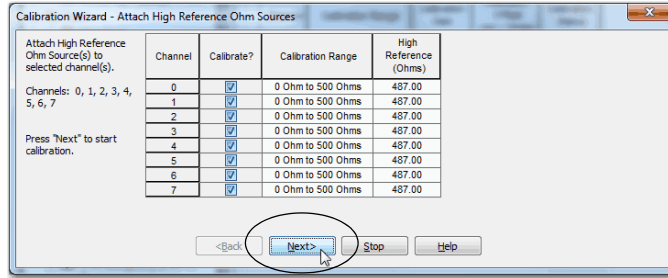 Calibration Wizard - Attach High Reference Ohm Sources
Attach High Reference
Ohm Source(s) to
selected channel(s).
Channels: 0, 1, 2, 3, 4,
5, 6, 7
Press "Next" to start
calibration.
Channel Calibrate? Calibration Range High Reference (Ohms)
0 0 Ohm to 500 Ohms 487.00
1 0 Ohm to 500 Ohms 487.00
2 0 Ohm to 500 Ohms 487.00
3 0 Ohm to 500 Ohms 487.00
4 0 Ohm to 500 Ohms 487.00
5 0 Ohm to 500 Ohms 487.00
6 0 Ohm to 500 Ohms 487.00
7 0 Ohm to 500 Ohms 487.00
<Back Next> Stop Help